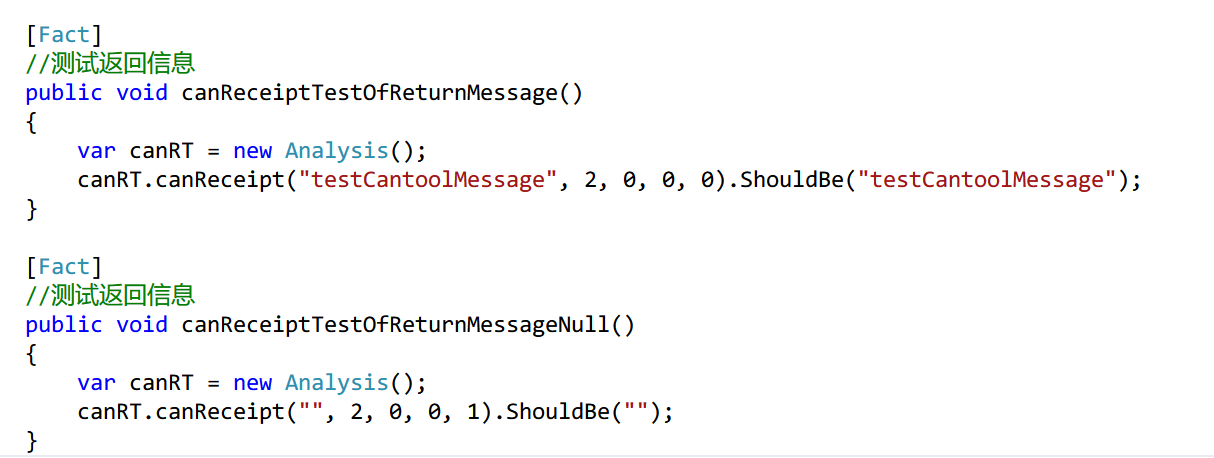 [Fact]
//测试返回信息
public void canReceiptTestOfReturnMessage()
{
    var canRT = new Analysis();
    canRT.canReceipt("testCantoolMessage", 2, 0, 0, 0).ShouldBe("testCantoolMessage");
}
[Fact]
//测试返回信息
public void canReceiptTestOfReturnMessageNull()
{
    var canRT = new Analysis();
    canRT.canReceipt("", 2, 0, 0, 1).ShouldBe("");
}